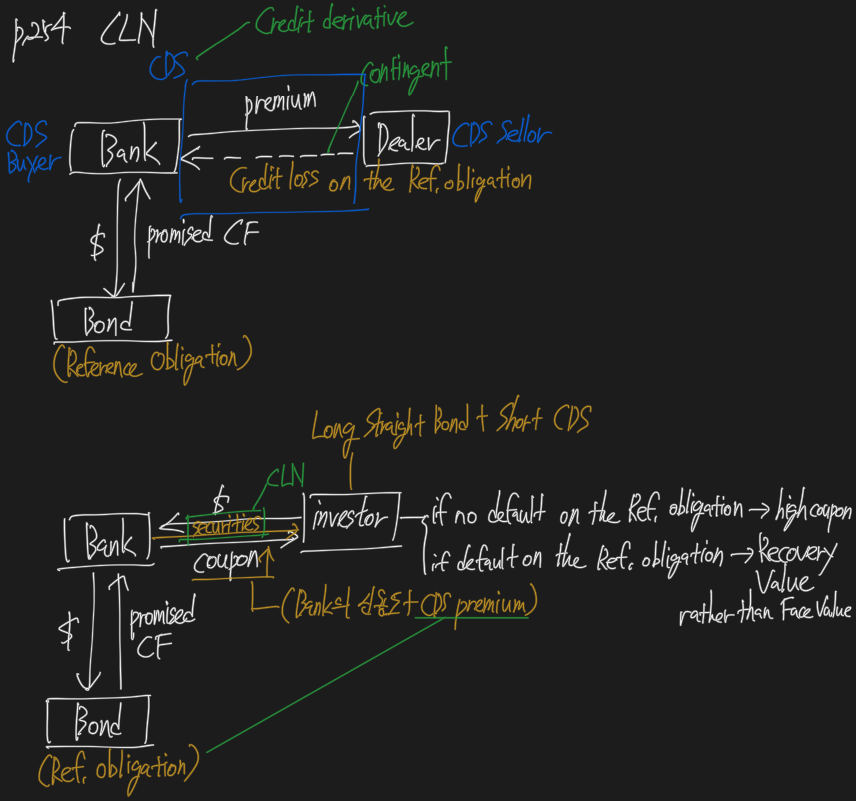 p.254 CLN
Credit derivative
CDS
Contingent
premium
CDS Buyer
Bank
Dealer
CDS Sellor
Credit loss on the Ref. obligation
$
promised CF
Bond
(Reference Obligation)
Long Straight Bond + Short CDS
CLN
$
securities
Bank
investor
if no default on the Ref. obligation → high coupon
coupon
if default on the Ref. obligation → Recovery
Value
rather than Face Value
(Bank의 신용도 + CDS premium)
$
promised
CF
Bond
(Ref. obligation)